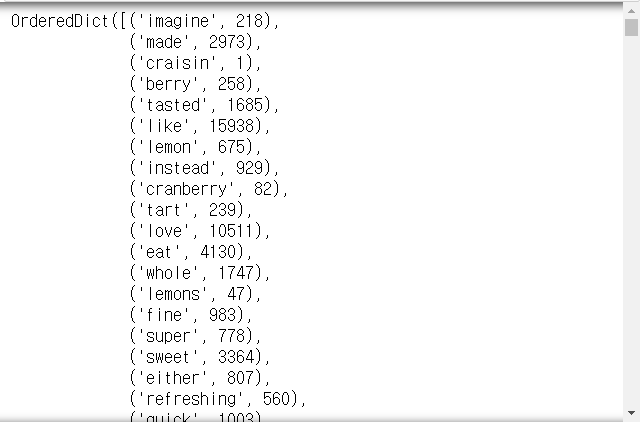 OrderedDict([('imagine', 218),
('made', 2973),
('craisin', 1),
('berry', 258),
('tasted', 1685),
('like', 15938),
('lemon', 675),
('instead', 929),
('cranberry', 82),
('tart', 239),
('love', 10511),
('eat', 4130),
('whole', 1747),
('lemons', 47),
('fine', 983),
('super', 778),
('sweet', 3364),
('either', 807),
('refreshing', 560),
('quick', 1003)